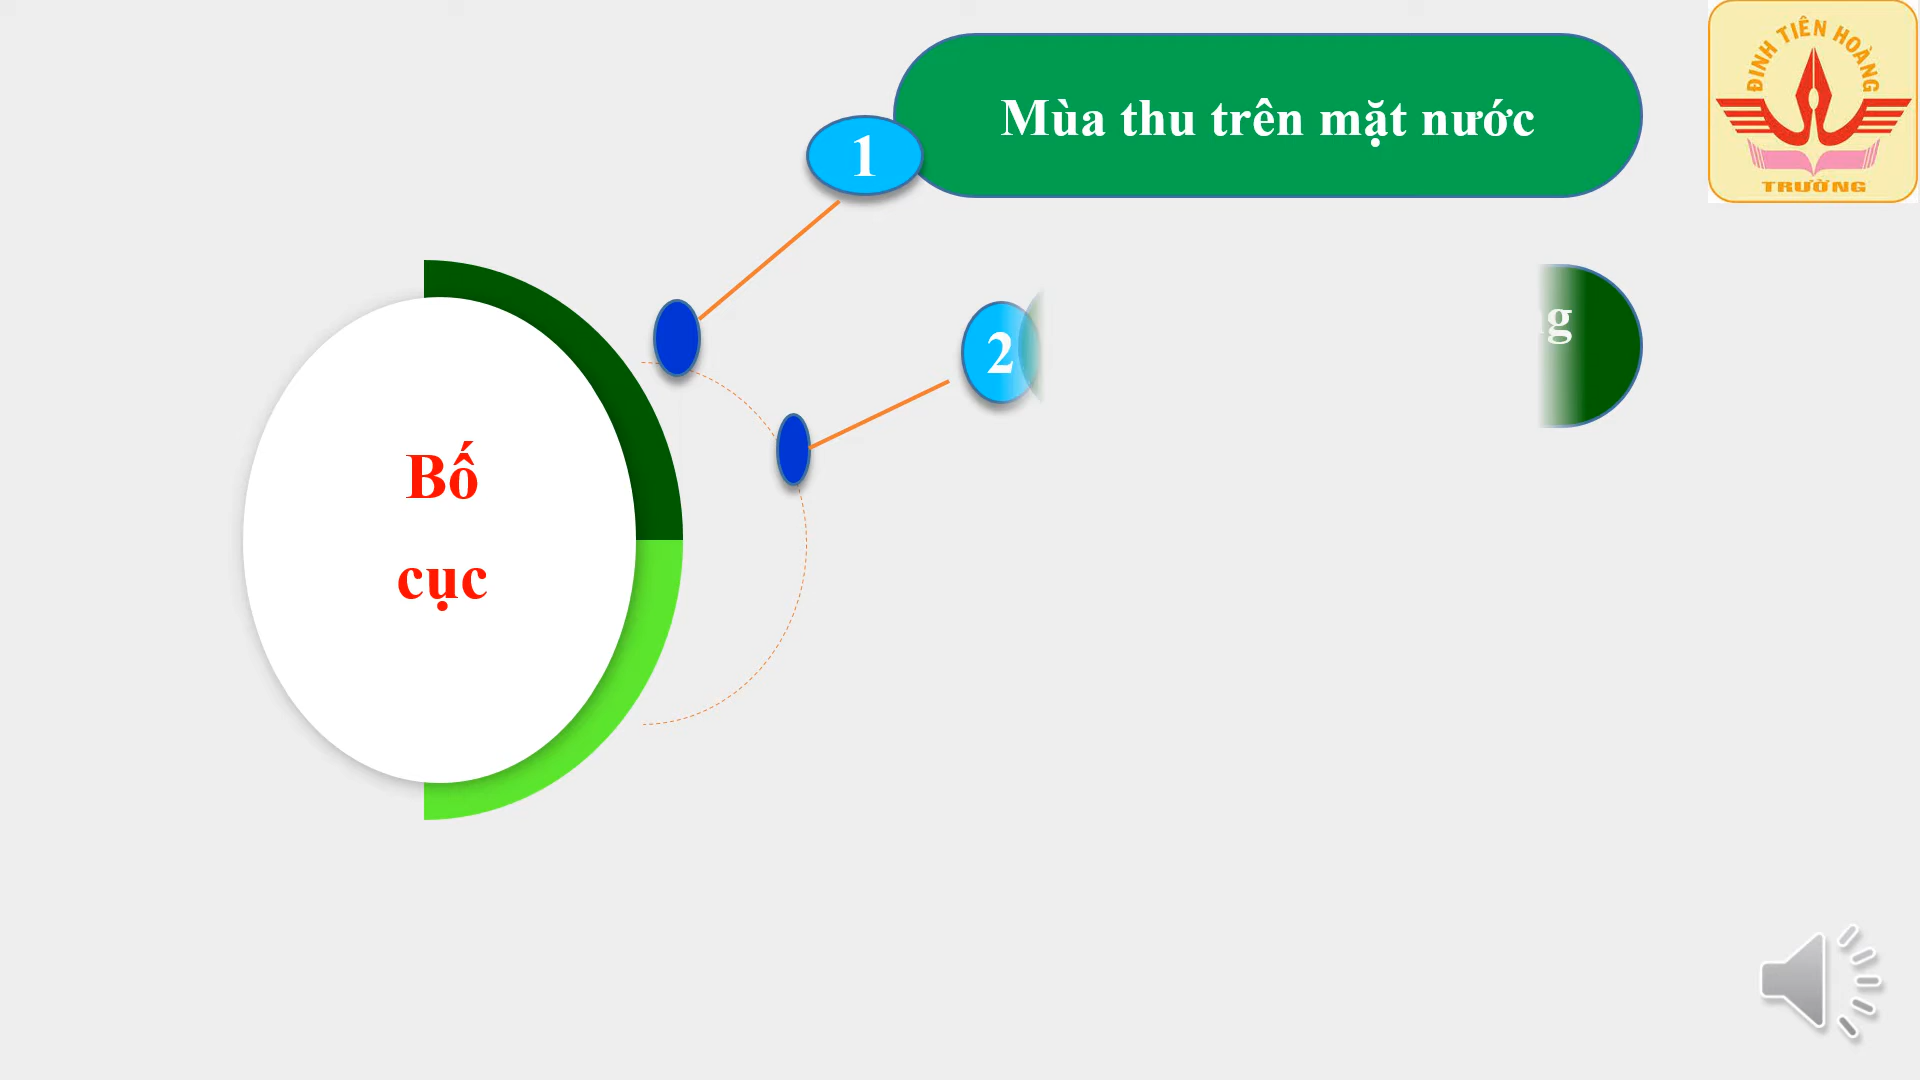 ĐINH TIÊN HOÀNG
TRƯỜNG
Mùa thu trên mặt nước
1
2
Bố
cục